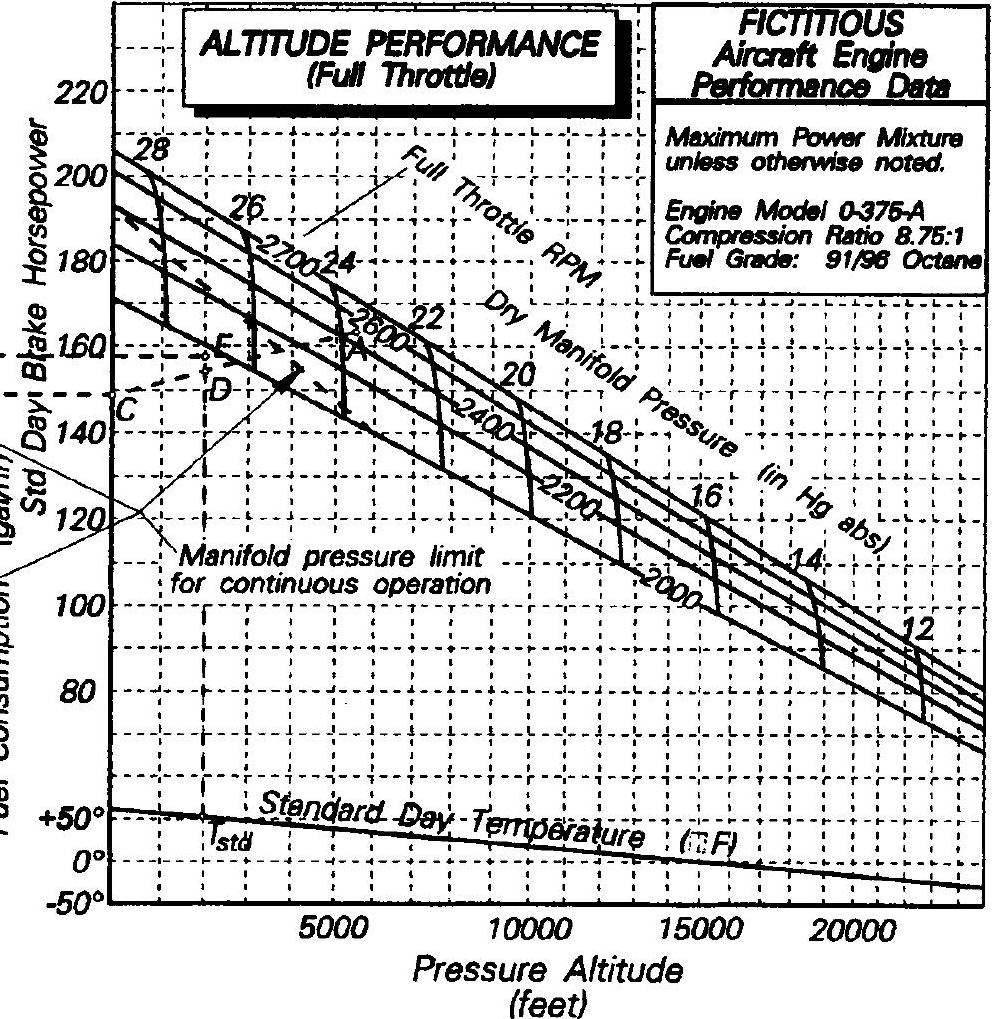 ALTITUDE PERFORMANCE
(Full Throttle)
FICTITIOUS
Aircraft Engine
Performance Data
Maximum Power Mixture
unless otherwise noted.
Engine Model 0-375-A
Compression Ratio 8.75:1
Fuel Grade: 91/96 Octane
Std Day Brake Horsepower
220
200
180
160
140
120
100
80
+50°
0°
-50°
28
26
24
22
20
18
16
14
12
Full Throttle RPM
Dry Manifold Pressure (in Hg abs)
2700
2600
2400
2200
2000
A
E
D
C
Manifold pressure limit
for continuous operation
Fuel Consumption (gal/hr)
Standard Day Temperature ( F)
Tstd
5000
10000
15000
20000
Pressure Altitude
(feet)